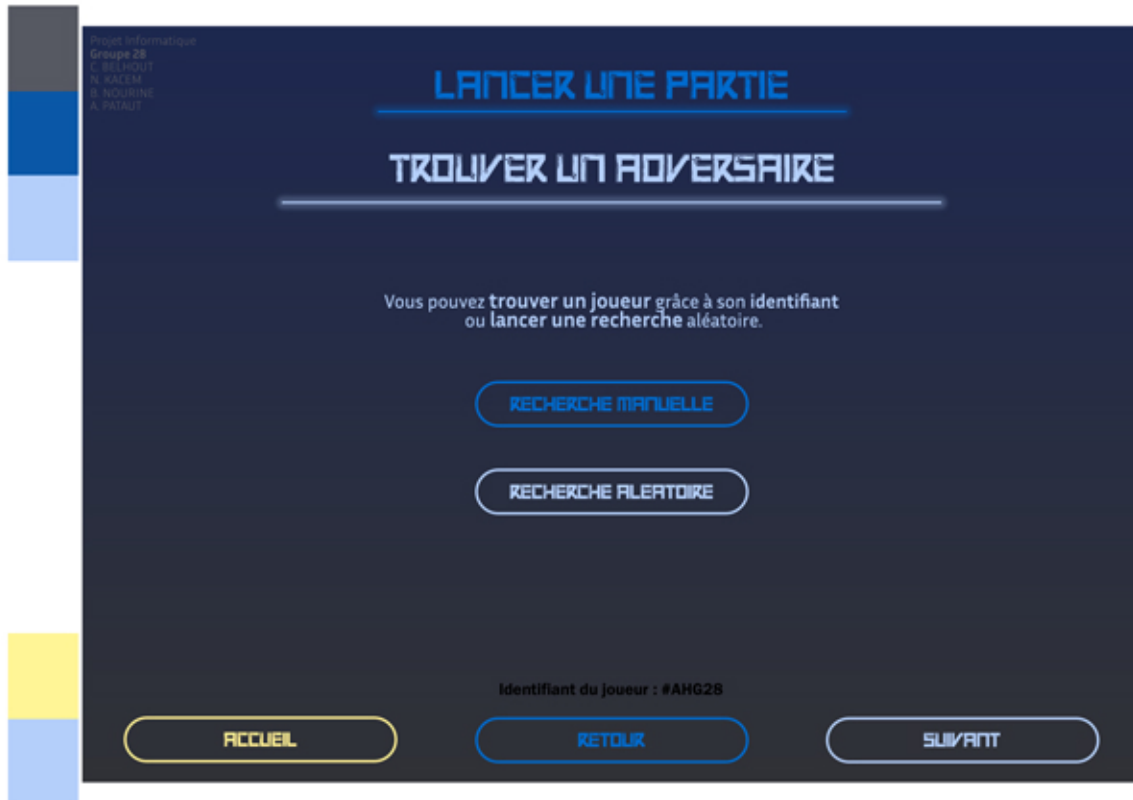 Projet Informatique
Groupe 28
C. BELHOUT
N. KACEM
B. NOURINE
A. PATAUT
LANCER UNE PARTIE
TROUVER UN ADVERSAIRE
Vous pouvez trouver un joueur grâce à son identifiant
ou lancer une recherche aléatoire.
RECHERCHE MANUELLE
RECHERCHE ALEATOIRE
Identifiant du joueur : #AHG28
ACCUEIL
RETOUR
SUIVANT